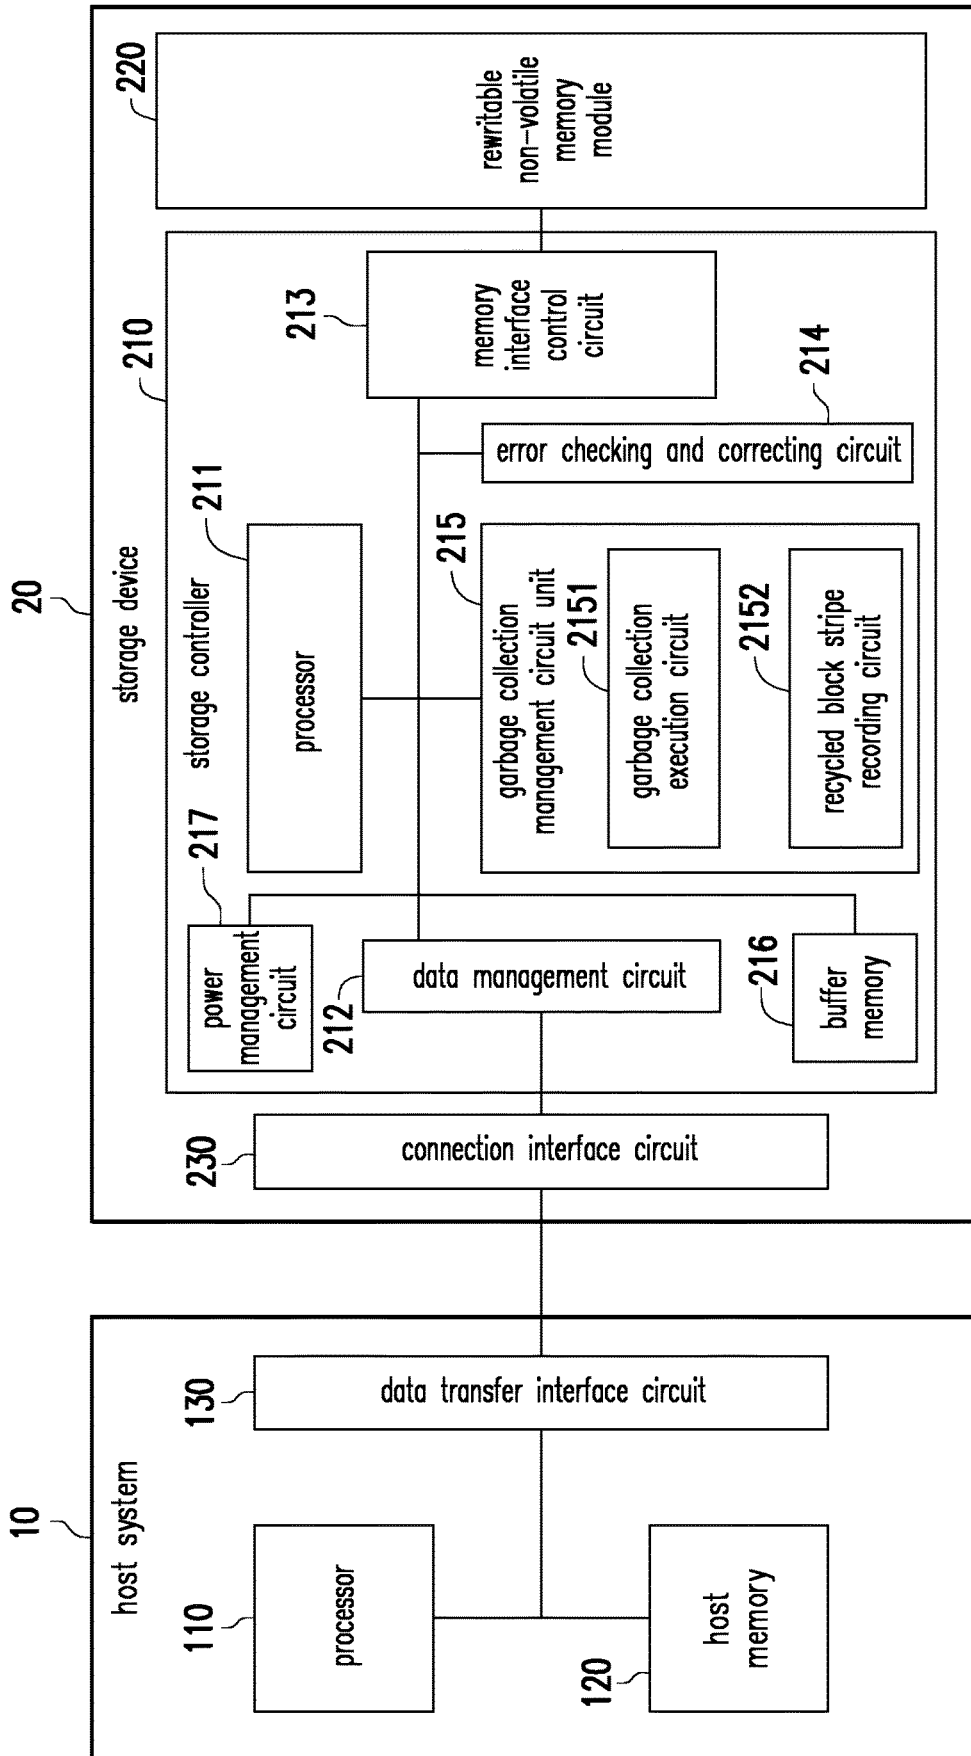 10
host system
110
processor
120
host
memory
130
data transfer interface circuit
20
storage device
230
connection interface circuit
210
storage controller
217
power
management
circuit
212
data management circuit
216
buffer
memory
211
processor
215
garbage collection
management circuit unit
2151
garbage collection
execution circuit
2152
recycled block stripe
recording circuit
214
error checking and correcting circuit
213
memory
interface
control
circuit
220
rewritable
non-volatile
memory
module